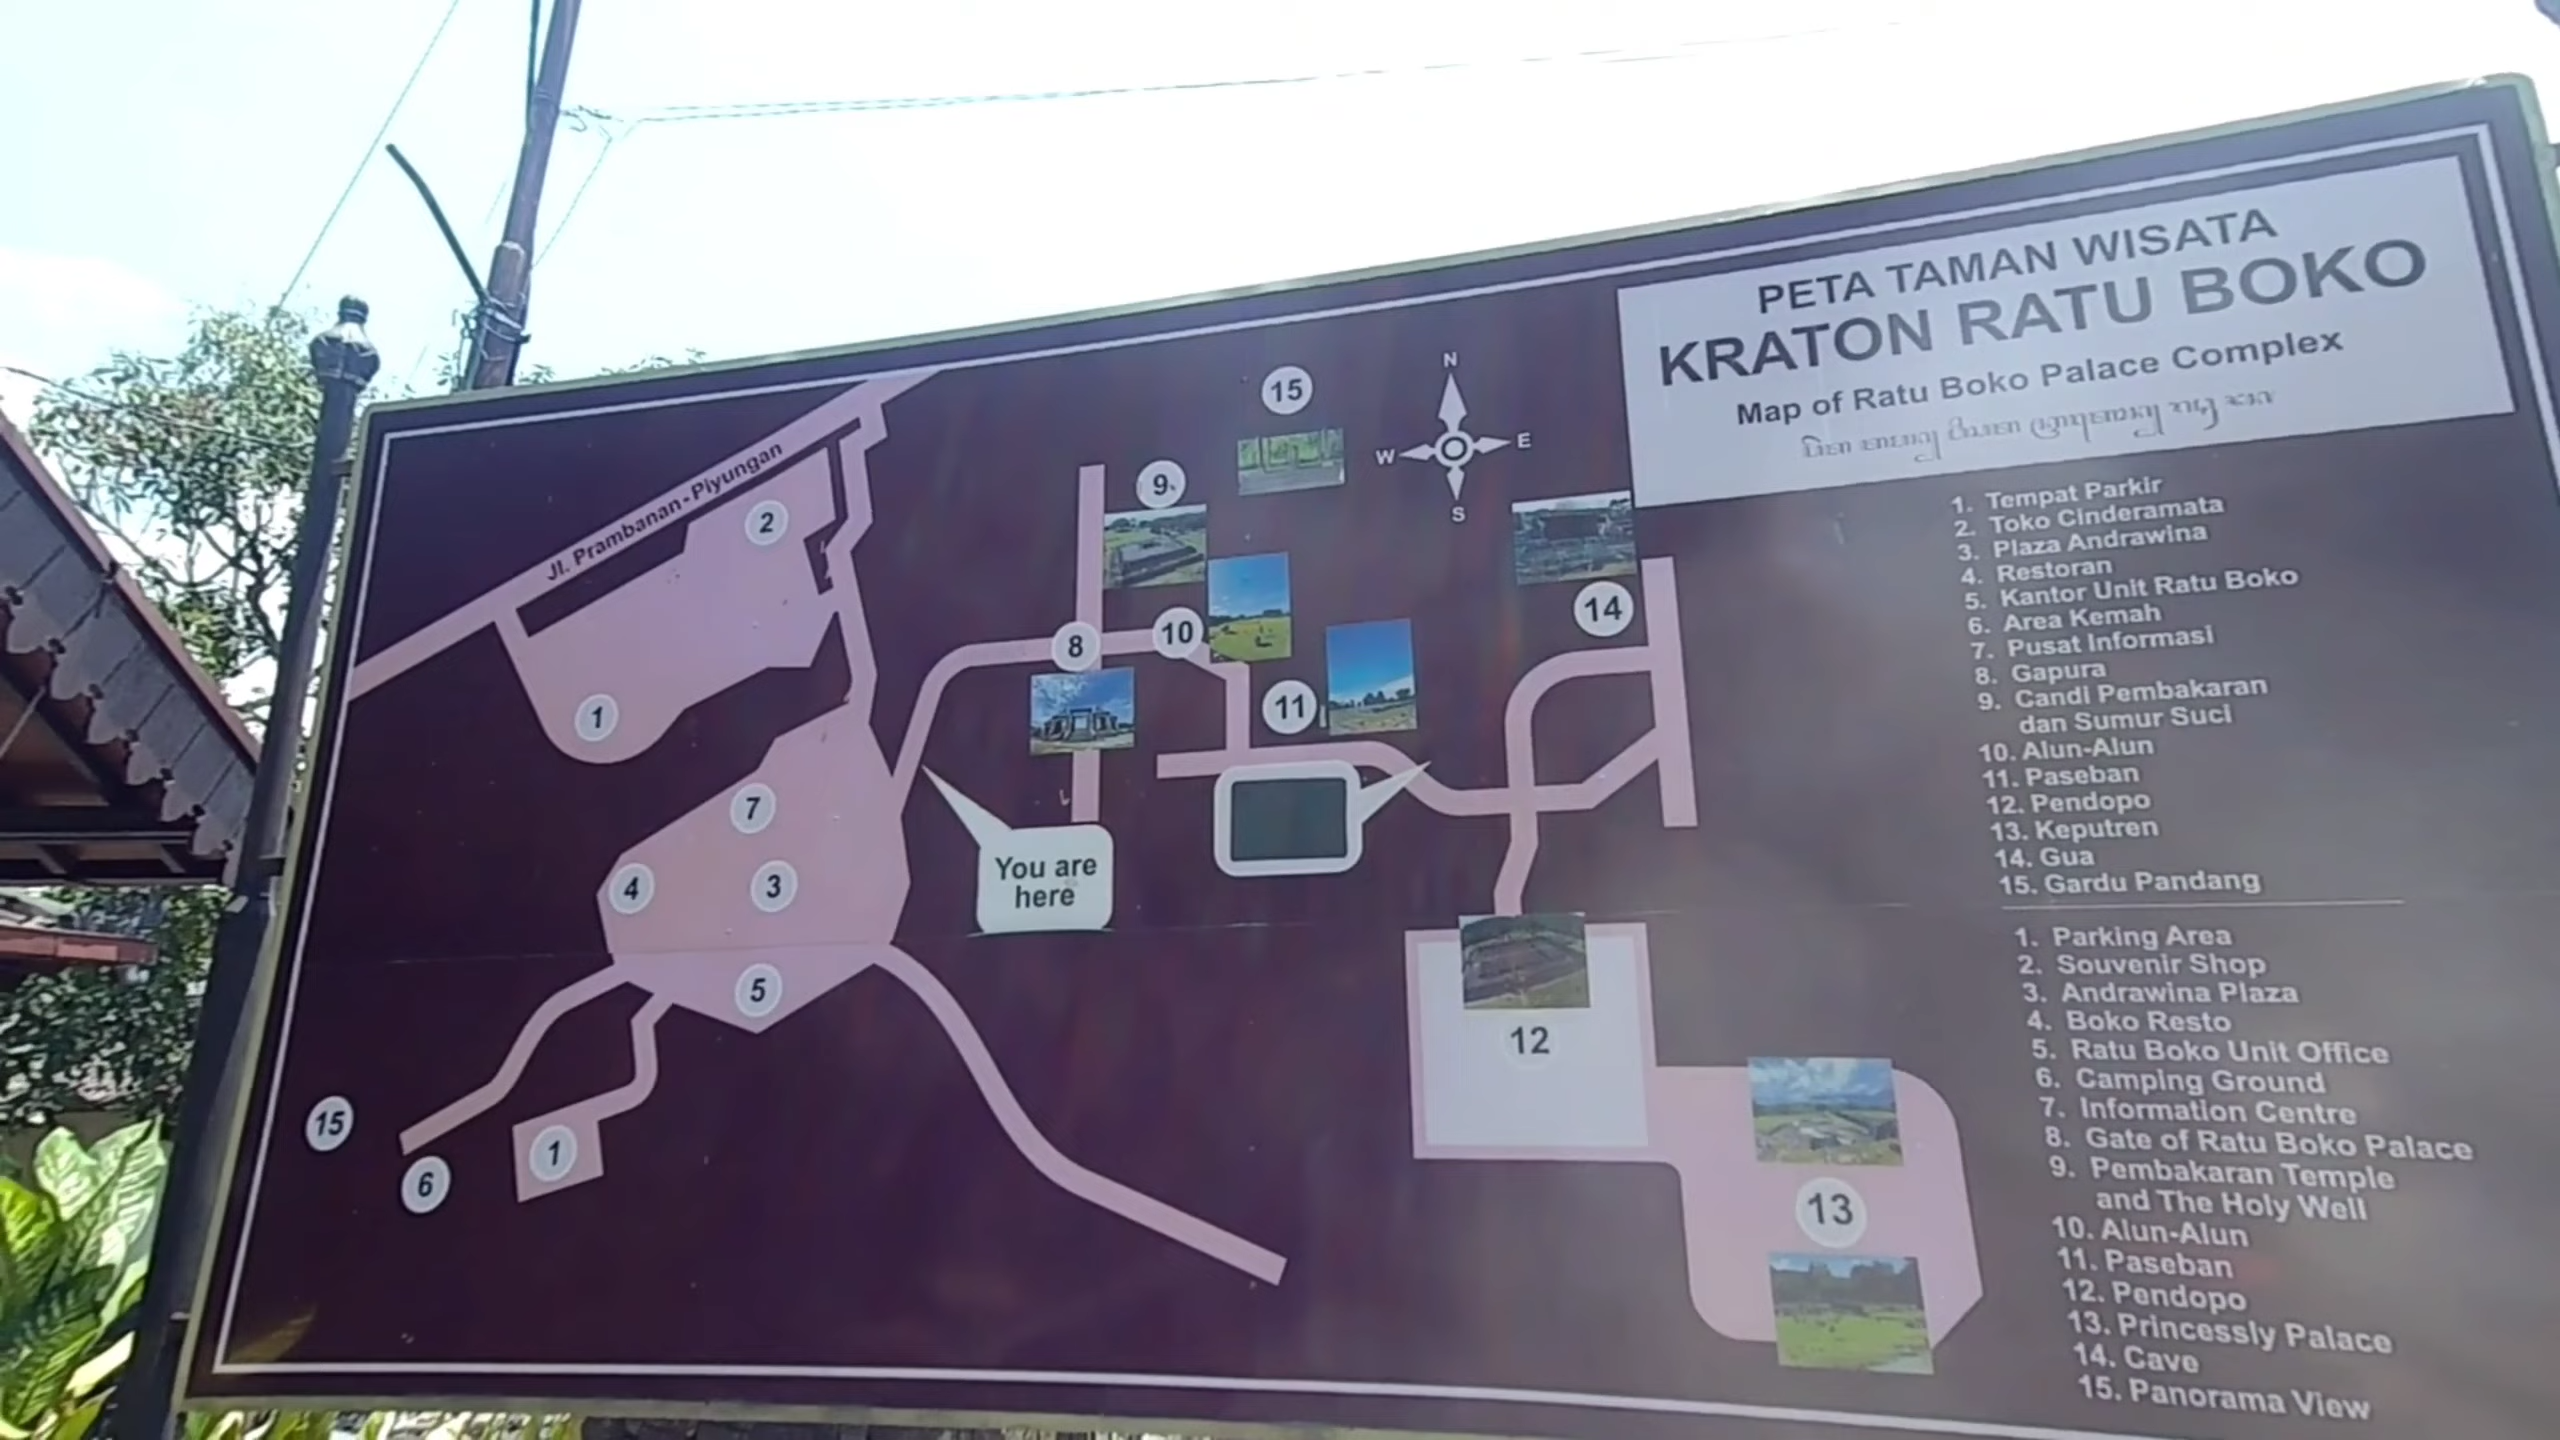 PETA TAMAN WISATA
KRATON RATU BOKO
Map of Ratu Boko Palace Complex
N
W
E
S
Jl. Prambanan-Piyungan
15
9
2
14
10
8
11
1
7
4
3
You are
here
5
12
15
6
1
13
1. Tempat Parkir
2. Toko Cinderamata
3. Plaza Andrawina
4. Restoran
5. Kantor Unit Ratu Boko
6. Area Kemah
7. Pusat Informasi
8. Gapura
9. Candi Pembakaran
dan Sumur Suci
10. Alun-Alun
11. Paseban
12. Pendopo
13. Keputren
14. Gua
15. Gardu Pandang
1. Parking Area
2. Souvenir Shop
3. Andrawina Plaza
4. Boko Resto
5. Ratu Boko Unit Office
6. Camping Ground
7. Information Centre
8. Gate of Ratu Boko Palace
9. Pembakaran Temple
and The Holy Well
10. Alun-Alun
11. Paseban
12. Pendopo
13. Princessly Palace
14. Cave
15. Panorama View